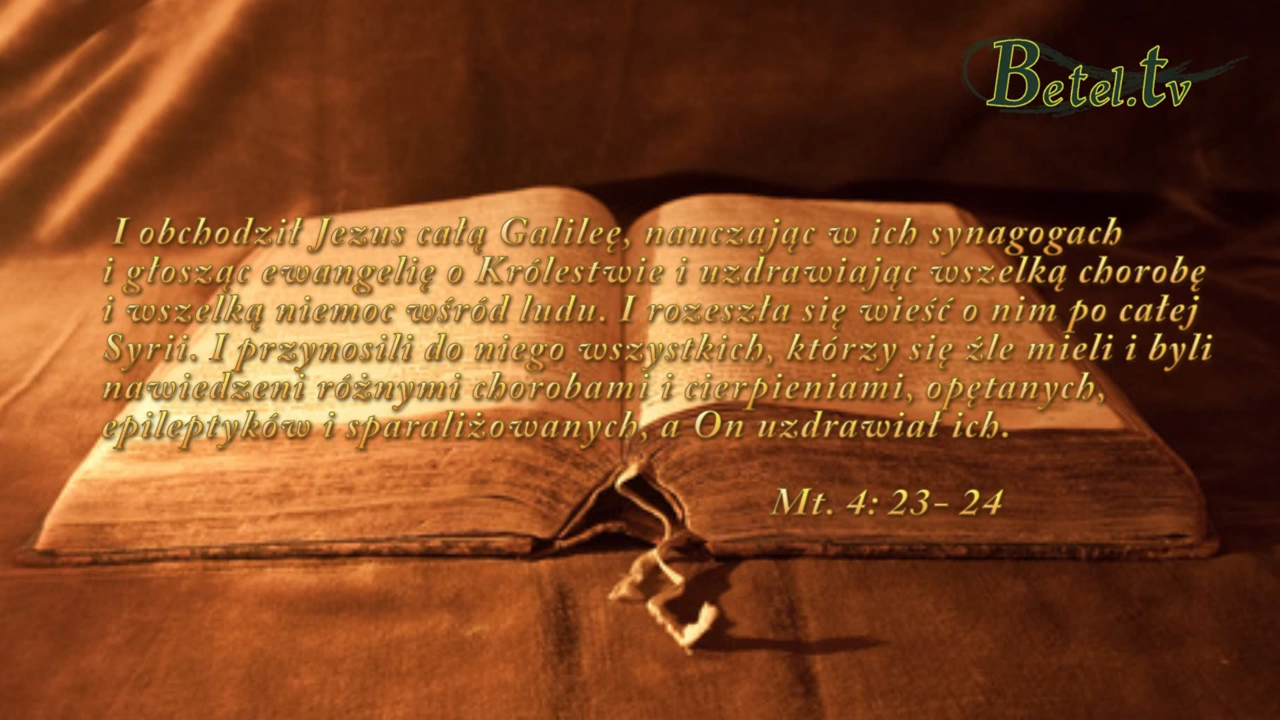 Betel.tv
I obchodził Jezus całą Galileę, nauczając w ich synagogach
i głosząc ewangelię o Królestwie i uzdrawiając wszelką chorobę
i wszelką niemoc wśród ludu. I rozeszła się wieść o nim po całej
Syrii. I przynosili do niego wszystkich, którzy się źle mieli i byli
nawiedzeni różnymi chorobami i cierpieniami, opętanych,
epileptyków i sparaliżowanych, a On uzdrawiał ich.
Mt. 4: 23- 24